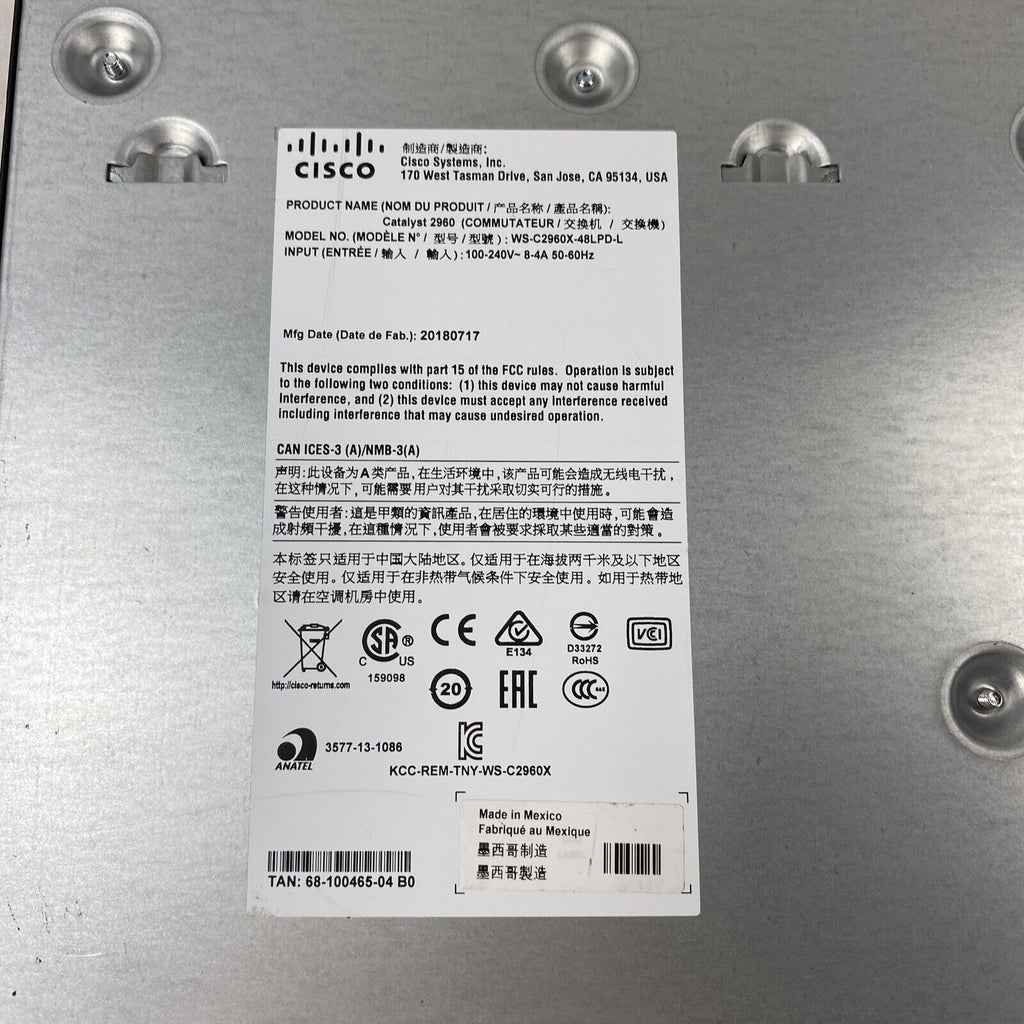 CISCO
制造商/製造商:
Cisco Systems, Inc.
170 West Tasman Drive, San Jose, CA 95134, USA
PRODUCT NAME (NOM DU PRODUIT / 产品名称 / 產品名稱):
Catalyst 2960 (COMMUTATEUR / 交换机 / 交換機)
MODEL NO. (MODÈLE N° / 型号 / 型號) : WS-C2960X-48LPD-L
INPUT (ENTRÉE / 输入 / 輸入) : 100-240V~ 8-4A 50-60Hz
Mfg Date (Date de Fab.): 20180717
This device complies with part 15 of the FCC rules. Operation is subject
to the following two conditions: (1) this device may not cause harmful
Interference, and (2) this device must accept any Interference received
including interference that may cause undesired operation.
CAN ICES-3 (A)/NMB-3(A)
声明:此设备为A类产品,在生活环境中,该产品可能会造成无线电干扰,
在这种情况下,可能需要用户对其干扰采取切实可行的措施。
警告使用者:這是甲類的資訊產品,在居住的環境中使用時,可能會造
成射頻干擾,在這種情況下,使用者會被要求採取某些適當的對策。
本标签只适用于中国大陆地区。仅适用于在海拔两千米及以下地区
安全使用。仅适用于在非热带气候条件下安全使用。如用于热带地
区请在空调机房中使用。
http://cisco-returns.com
SA ®
C US
159098
CE
E134
D33272
RoHS
VCI
20
EAC
CCC
ANATEL
3577-13-1086
KC
KCC-REM-TNY-WS-C2960X
Made in Mexico
Fabriqué au Mexique
墨西哥制造
墨西哥製造
TAN: 68-100465-04 B0